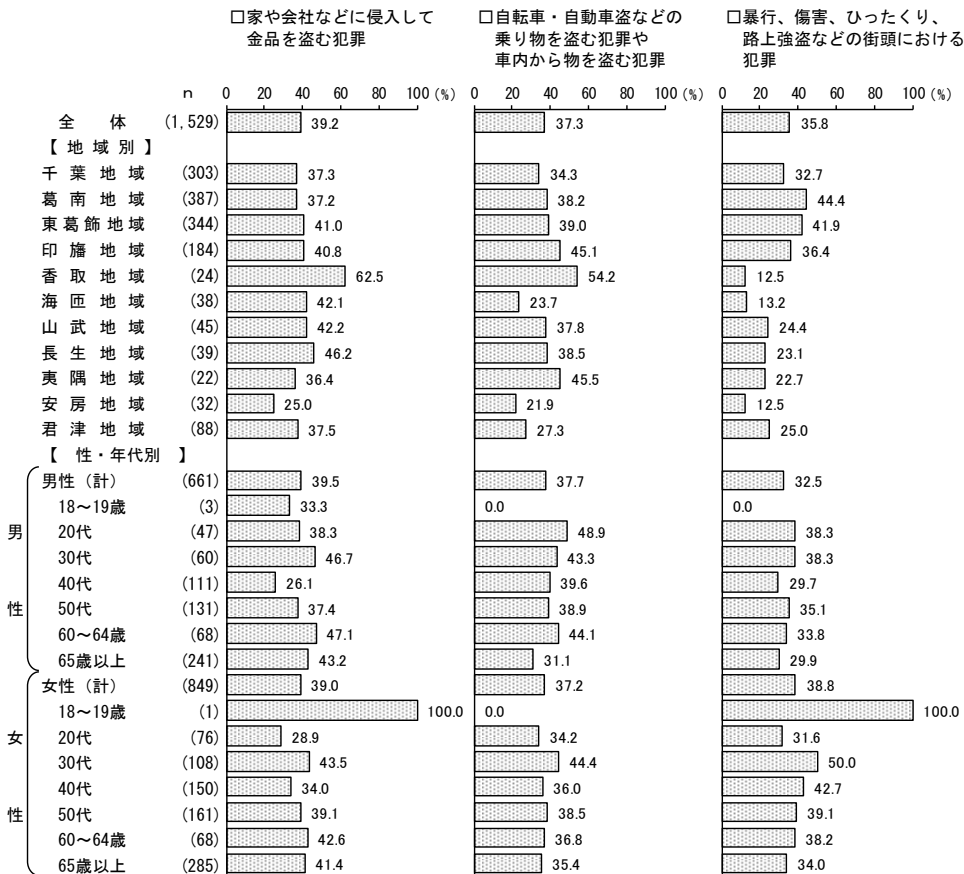 □家や会社などに侵入して
金品を盗む犯罪
□自転車・自動車盗などの
乗り物を盗む犯罪や
車内から物を盗む犯罪
□暴行、傷害、ひったくり、
路上強盗などの街頭における
犯罪
n 0 20 40 60 80 100 (%) 0 20 40 60 80 100 (%) 0 20 40 60 80 100 (%)
全体 (1,529) 39.2 37.3 35.8
【地域別】
千葉地域 (303) 37.3 34.3 32.7
葛南地域 (387) 37.2 38.2 44.4
東葛飾地域 (344) 41.0 39.0 41.9
印旛地域 (184) 40.8 45.1 36.4
香取地域 (24) 62.5 54.2 12.5
海匝地域 (38) 42.1 23.7 13.2
山武地域 (45) 42.2 37.8 24.4
長生地域 (39) 46.2 38.5 23.1
夷隅地域 (22) 36.4 45.5 22.7
安房地域 (32) 25.0 21.9 12.5
君津地域 (88) 37.5 27.3 25.0
【性・年代別】
男性
男性(計) (661) 39.5 37.7 32.5
18～19歳 (3) 33.3 0.0 0.0
20代 (47) 38.3 48.9 38.3
30代 (60) 46.7 43.3 38.3
40代 (111) 26.1 39.6 29.7
50代 (131) 37.4 38.9 35.1
60～64歳 (68) 47.1 44.1 33.8
65歳以上 (241) 43.2 31.1 29.9
女性
女性(計) (849) 39.0 37.2 38.8
18～19歳 (1) 100.0 0.0 100.0
20代 (76) 28.9 34.2 31.6
30代 (108) 43.5 44.4 50.0
40代 (150) 34.0 36.0 42.7
50代 (161) 39.1 38.5 39.1
60～64歳 (68) 42.6 36.8 38.2
65歳以上 (285) 41.4 35.4 34.0